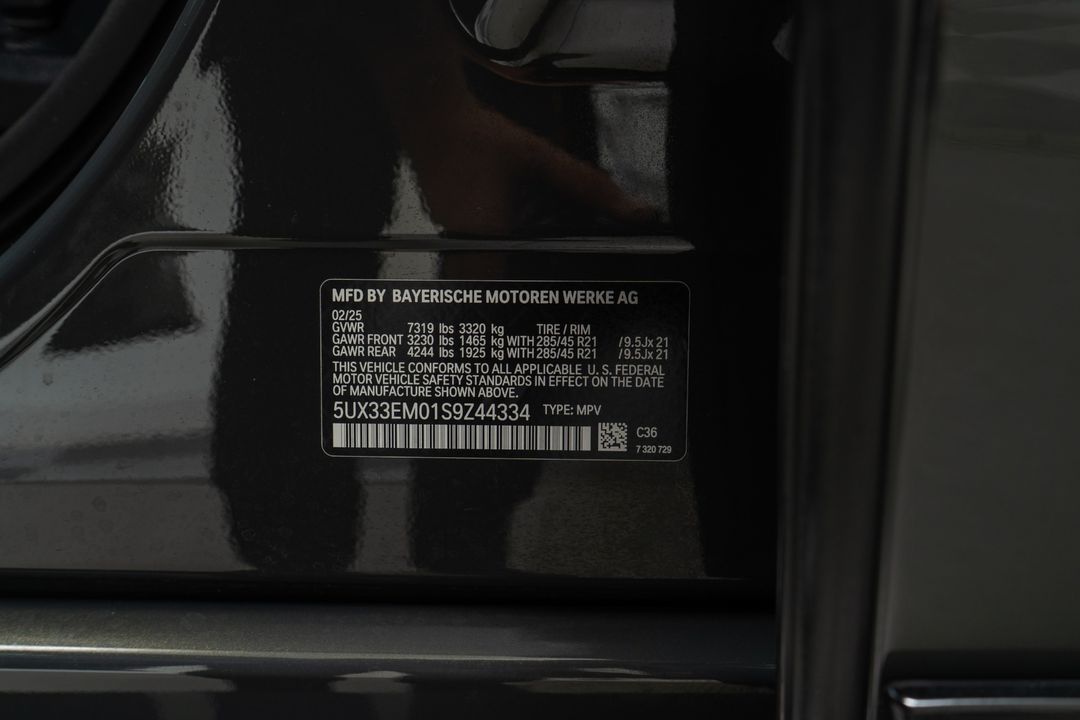 MFD BY BAYERISCHE MOTOREN WERKE AG
02/25
GVWR 7319 lbs 3320 kg TIRE / RIM
GAWR FRONT 3230 lbs 1465 kg WITH 285/45 R21 / 9.5Jx 21
GAWR REAR 4244 lbs 1925 kg WITH 285/45 R21 / 9.5Jx 21
THIS VEHICLE CONFORMS TO ALL APPLICABLE U. S. FEDERAL
MOTOR VEHICLE SAFETY STANDARDS IN EFFECT ON THE DATE
OF MANUFACTURE SHOWN ABOVE.
5UX33EM01S9Z44334 TYPE: MPV
C36
7 320 729